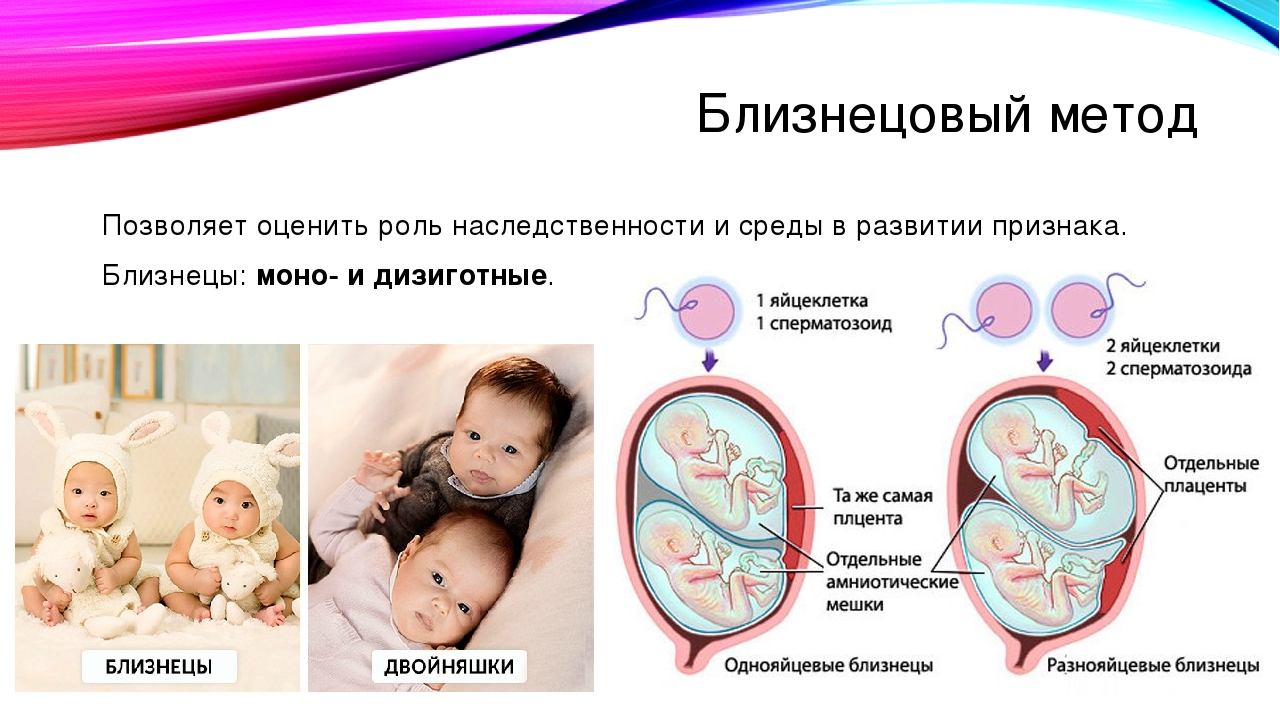 Близнецовый метод
Позволяет оценить роль наследственности и среды в развитии признака.
Близнецы: моно- и дизиготные.
1 яйцеклетка
1 сперматозоид
2 яйцеклетки
2 сперматозоида
Та же самая
плцента
Отдельные
амниотические
мешки
Отдельные
плаценты
Однояйцевые близнецы
Разнояйцевые близнецы
БЛИЗНЕЦЫ
ДВОЙНЯШКИ